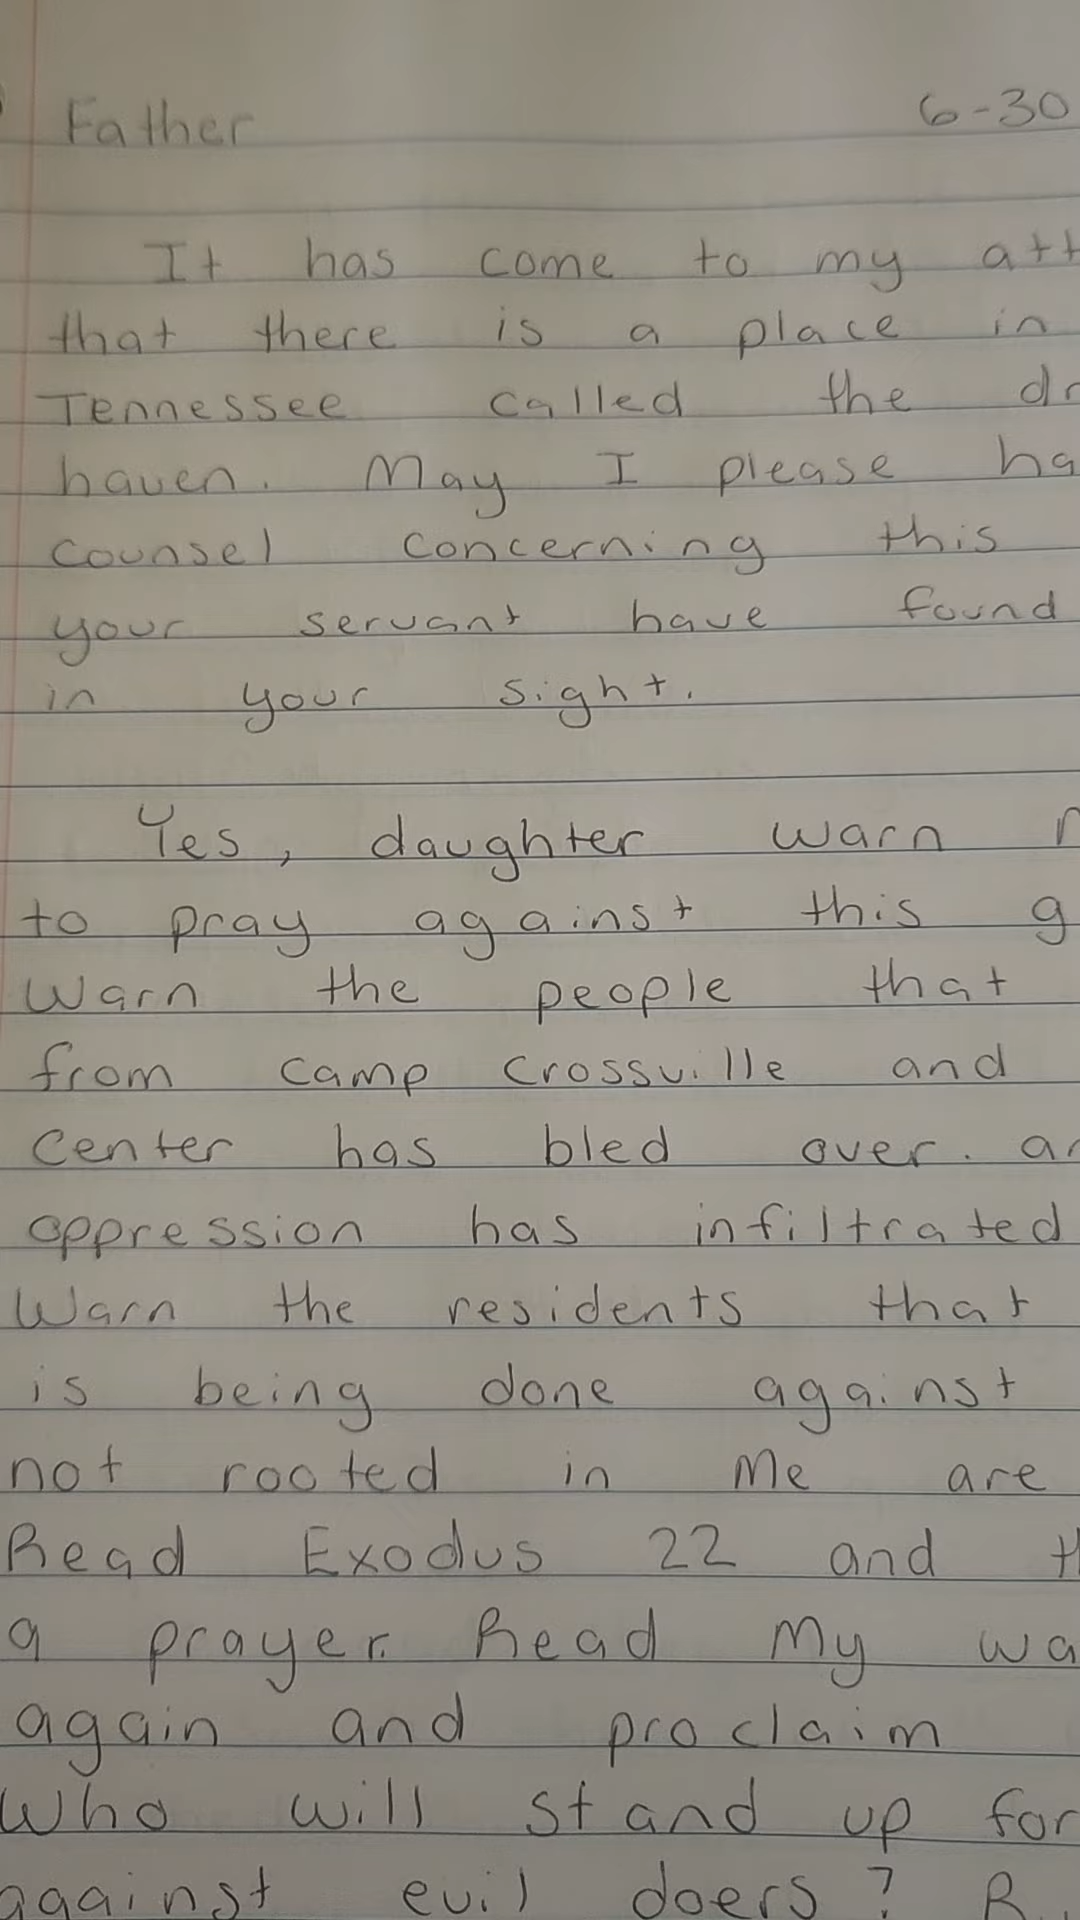 Father 6-30
It has come to my att
that there is a place in
Tennessee called the dr
haven. May I please ha
counsel concerning this
your servant have found
in your sight.
Yes, daughter warn
to pray against this g
Warn the people that
from camp crossville and
center has bled over. an
oppression has infiltrated
Warn the residents that
is being done against
not rooted in Me are
Read Exodus 22 and th
a prayer. Read My wa
again and proclaim
Who will stand up for
against evil doers? R